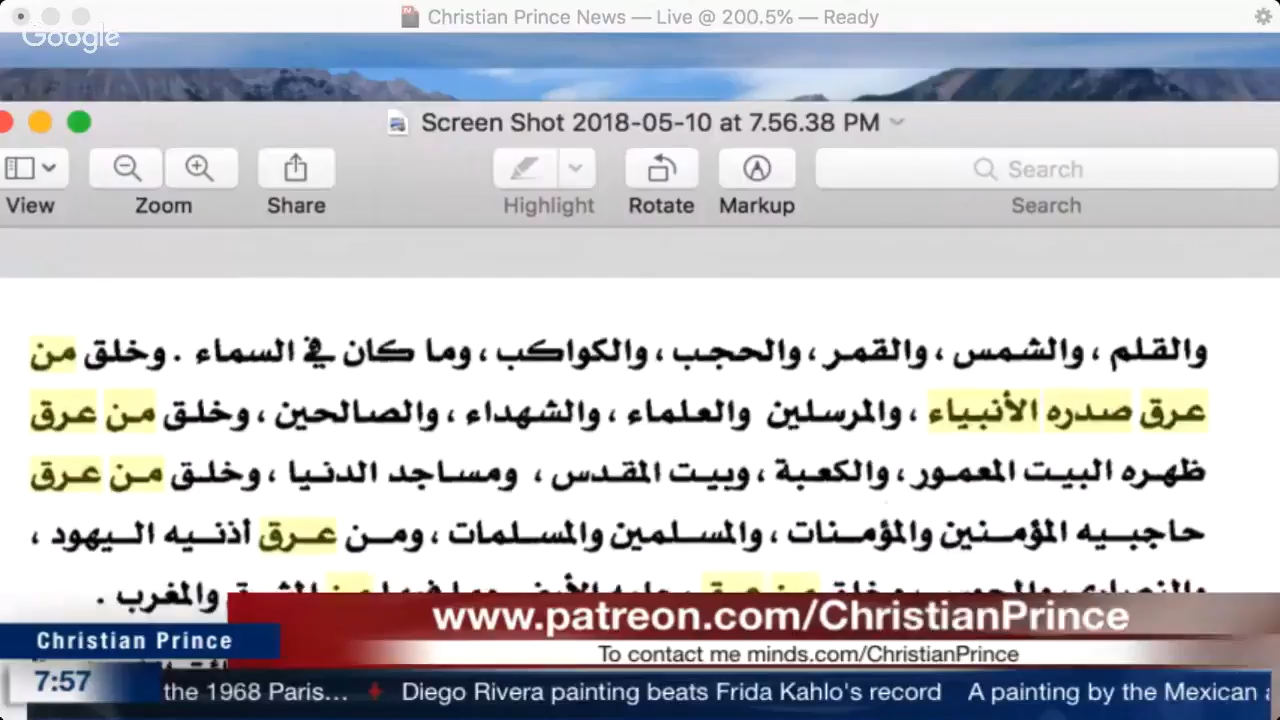 Christian Prince News — Live @ 200.5% — Ready
Google
Screen Shot 2018-05-10 at 7.56.38 PM
Search
View Zoom Share Highlight Rotate Markup Search
والقلم ، والشمس ، والقمر ، والحجب ، والكواكب ، وما كان في السماء . وخلق من
عرق صدره الأنبياء ، والمرسلين والعلماء ، والشهداء ، والصالحين ، وخلق من عرق
ظهره البيت المعمور ، والكعبة ، وبيت المقدس ، ومساجد الدنيا ، وخلق من عرق
حاجبيه المؤمنين والمؤمنات ، والمسلمين والمسلمات ، ومن عرق أذنيه اليهود ،
والمغرب .
www.patreon.com/ChristianPrince
Christian Prince
To contact me minds.com/ChristianPrince
7:57
the 1968 Paris... Diego Rivera painting beats Frida Kahlo's record A painting by the Mexican